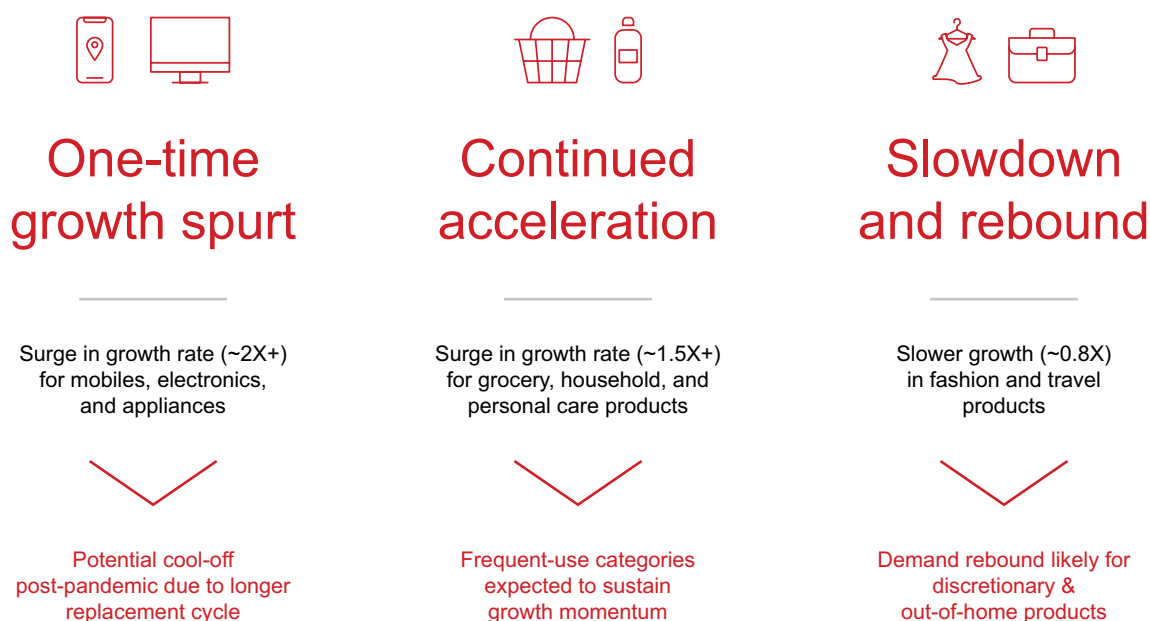 One-time
growth spurt
Surge in growth rate (~2X+)
for mobiles, electronics,
and appliances
Potential cool-off
post-pandemic due to longer
replacement cycle
Continued
acceleration
Surge in growth rate (~1.5X+)
for grocery, household, and
personal care products
Frequent-use categories
expected to sustain
growth momentum
Slowdown
and rebound
Slower growth (~0.8X)
in fashion and travel
products
Demand rebound likely for
discretionary &
out-of-home products